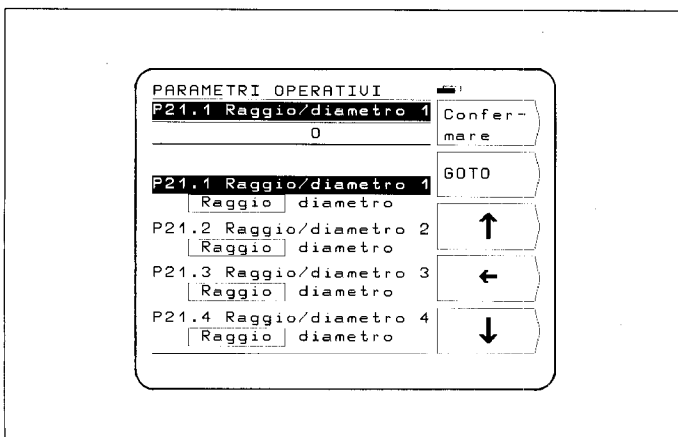 PARAMETRI OPERATIVI
P21.1 Raggio/diametro 1
0
P21.1 Raggio/diametro 1
Raggio diametro
P21.2 Raggio/diametro 2
Raggio diametro
P21.3 Raggio/diametro 3
Raggio diametro
P21.4 Raggio/diametro 4
Raggio diametro
Confer-
mare
GOTO
↑
←
↓